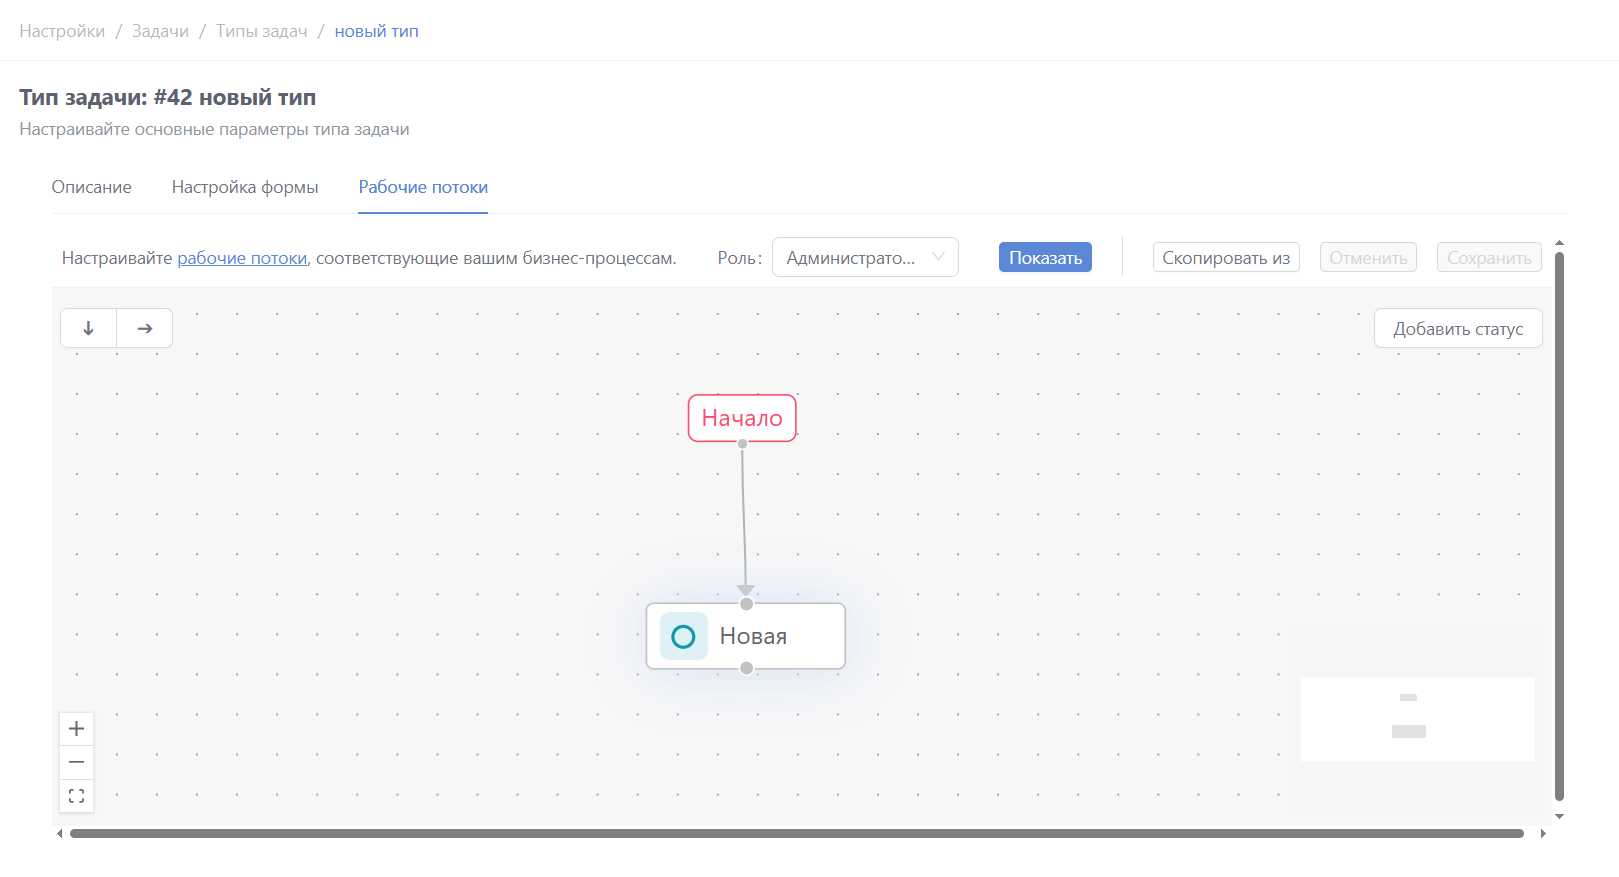 Настройки / Задачи / Типы задач / новый тип
Тип задачи: #42 новый тип
Настраивайте основные параметры типа задачи
Описание Настройка формы Рабочие потоки
Настраивайте рабочие потоки, соответствующие вашим бизнес-процессам. Роль: Администрато... Показать Скопировать из Отменить Сохранить
Добавить статус
Начало
Новая